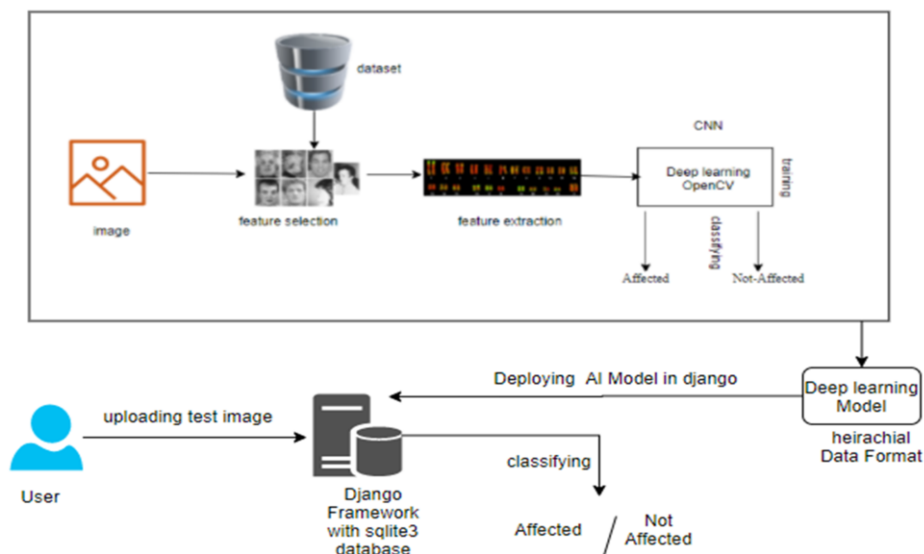 dataset
CNN
Deep learning
OpenCV
training
image
feature selection
feature extraction
classifying
Affected
Not-Affected
Deploying AI Model in django
Deep learning
Model
heirachial
Data Format
uploading test image
User
classifying
Django
Framework
with sqlite3
database
Affected
/
Not
Affected